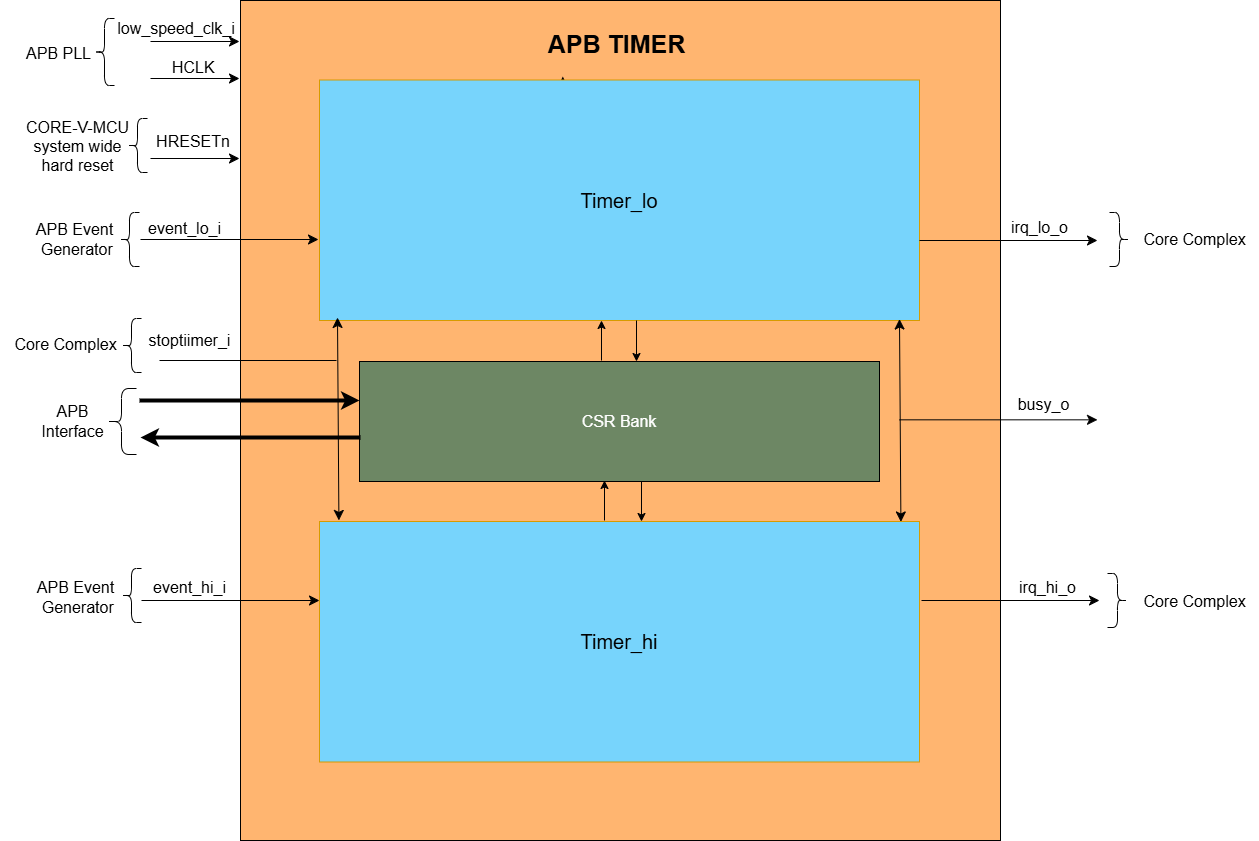 APB TIMER
low_speed_clk_i
APB PLL
HCLK
CORE-V-MCU
system wide
hard reset
HRESETn
Timer_lo
APB Event
Generator
event_lo_i
irq_lo_o
Core Complex
Core Complex
stoptiimer_i
APB
Interface
CSR Bank
busy_o
APB Event
Generator
event_hi_i
irq_hi_o
Core Complex
Timer_hi